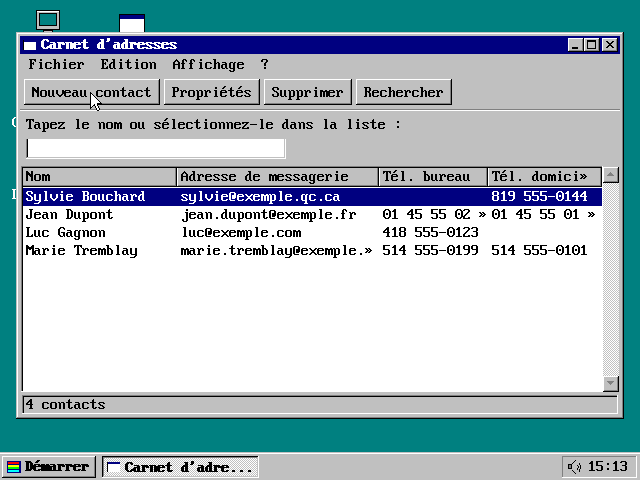 Carnet d'adresses
Fichier Edition Affichage ?
Nouveau contact Propriétés Supprimer Rechercher
Tapez le nom ou sélectionnez-le dans la liste :
Nom Adresse de messagerie Tél. bureau Tél. domici»
Sylvie Bouchard sylvie@exemple.qc.ca 819 555-0144
Jean Dupont jean.dupont@exemple.fr 01 45 55 02 » 01 45 55 01 »
Luc Gagnon luc@exemple.com 418 555-0123
Marie Tremblay marie.tremblay@exemple.» 514 555-0199 514 555-0101
4 contacts
Démarrer Carnet d'adre... 15:13